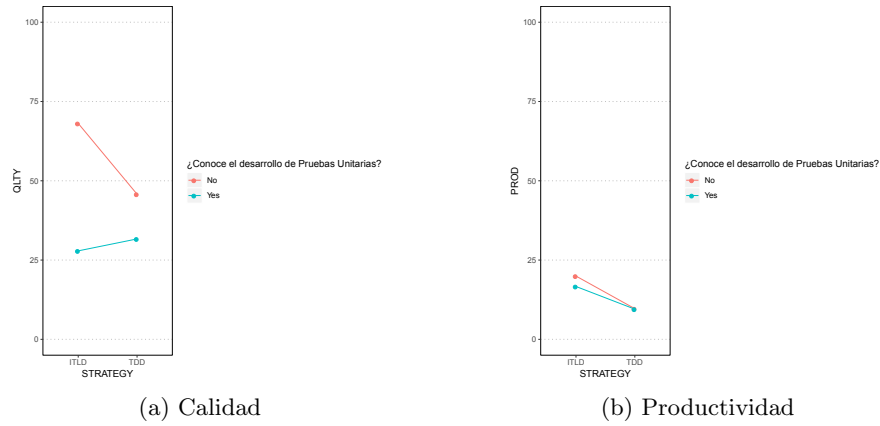 100
75
50
25
0
QLTY
ITLD
TDD
STRATEGY
¿Conoce el desarrollo de Pruebas Unitarias?
No
Yes
(a) Calidad
100
75
50
25
0
PROD
ITLD
TDD
STRATEGY
¿Conoce el desarrollo de Pruebas Unitarias?
No
Yes
(b) Productividad